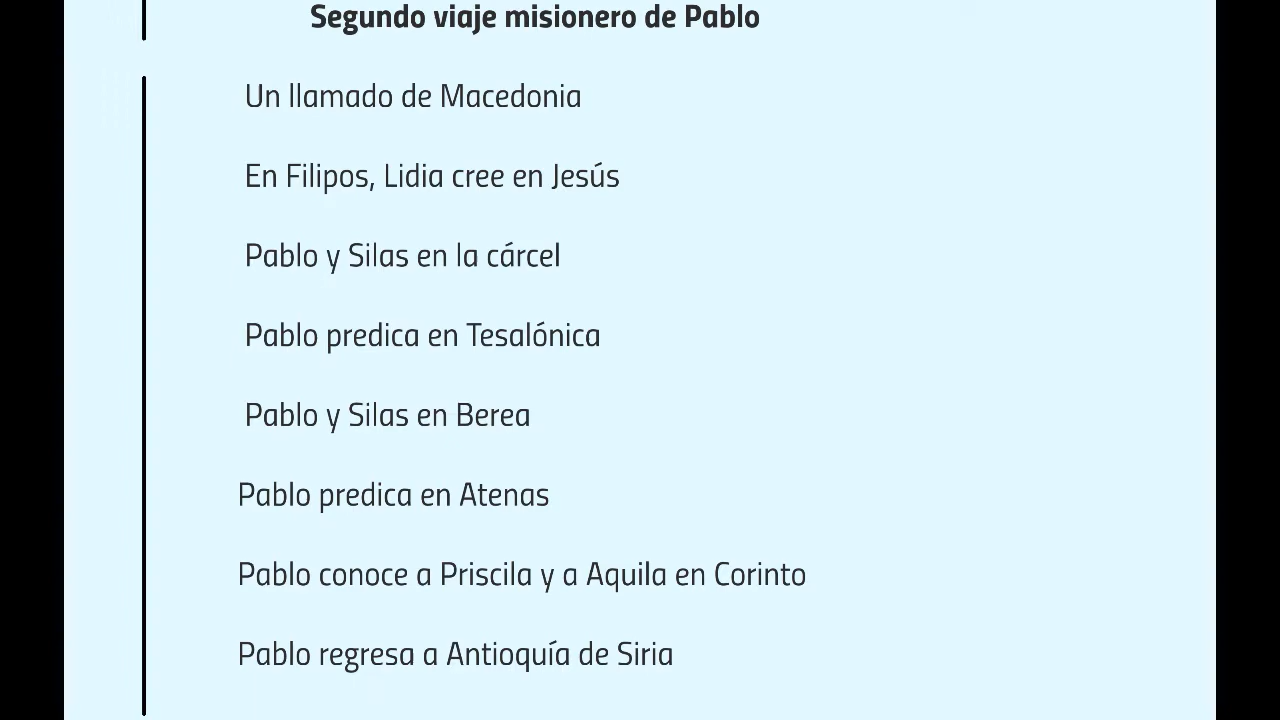 Segundo viaje misionero de Pablo
Un llamado de Macedonia
En Filipos, Lidia cree en Jesús
Pablo y Silas en la cárcel
Pablo predica en Tesalónica
Pablo y Silas en Berea
Pablo predica en Atenas
Pablo conoce a Priscila y a Aquila en Corinto
Pablo regresa a Antioquía de Siria